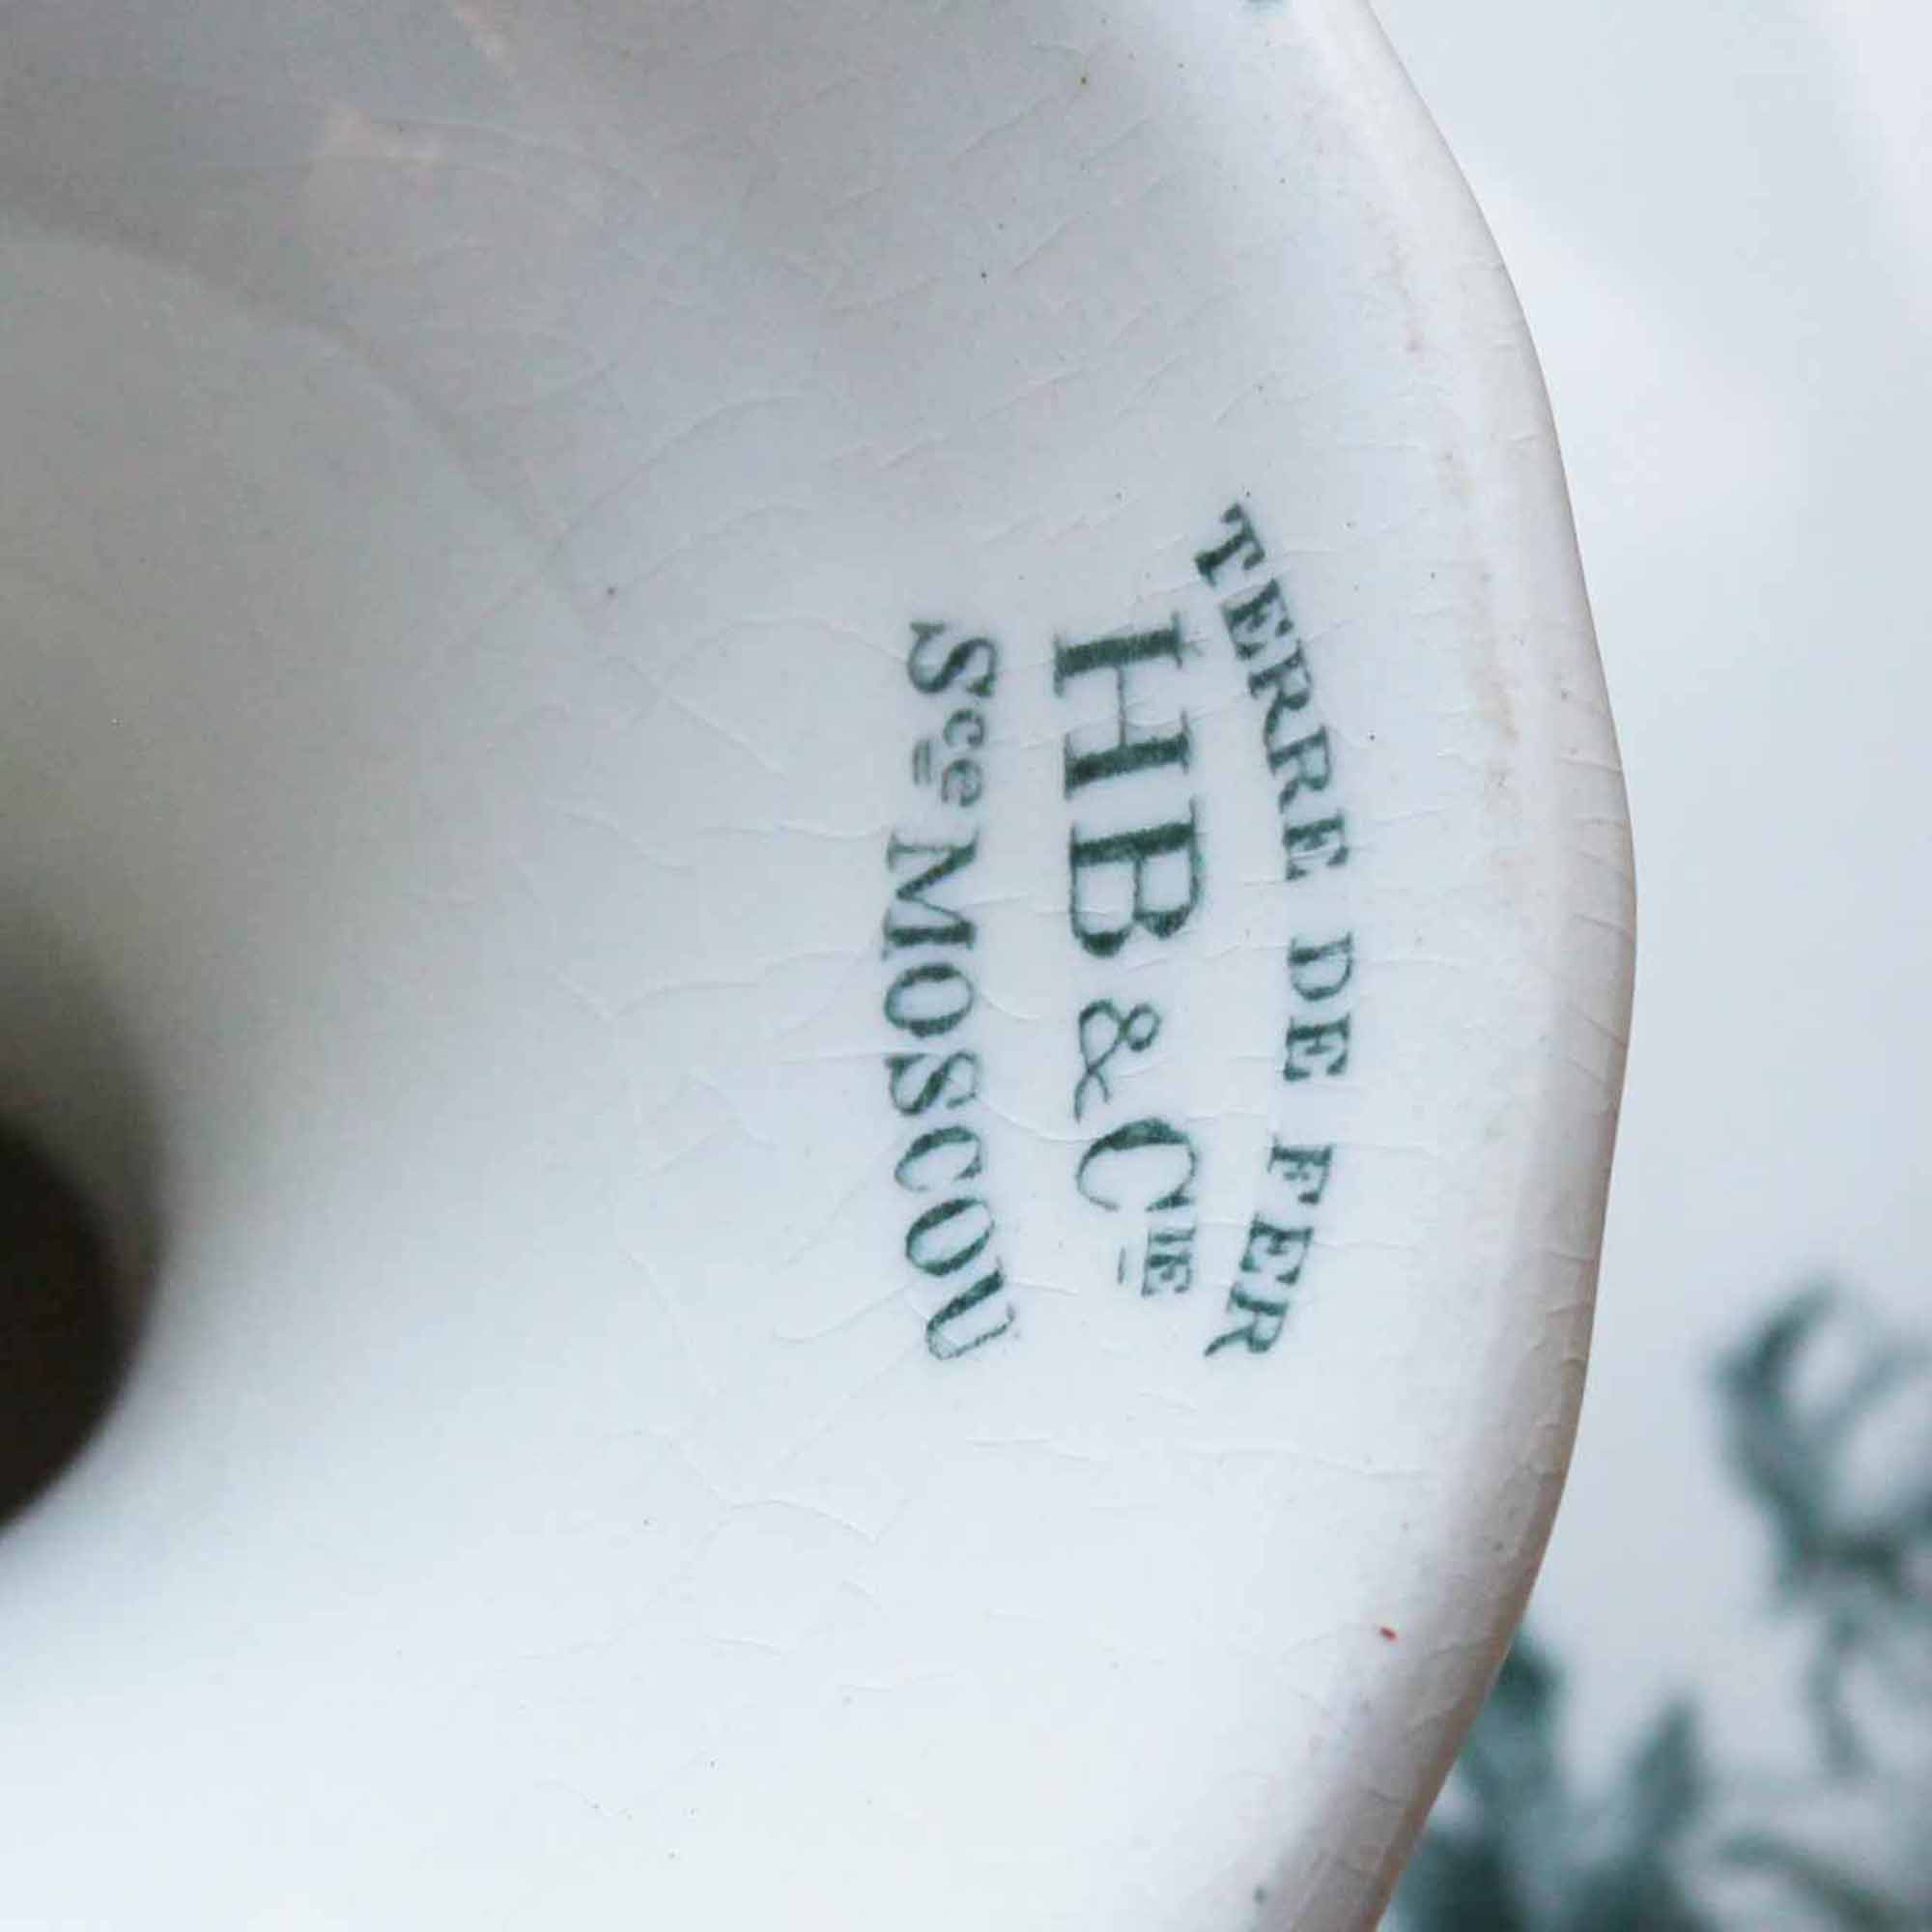 TERRE DE FER
HB & CIE
Sce MOSCOU